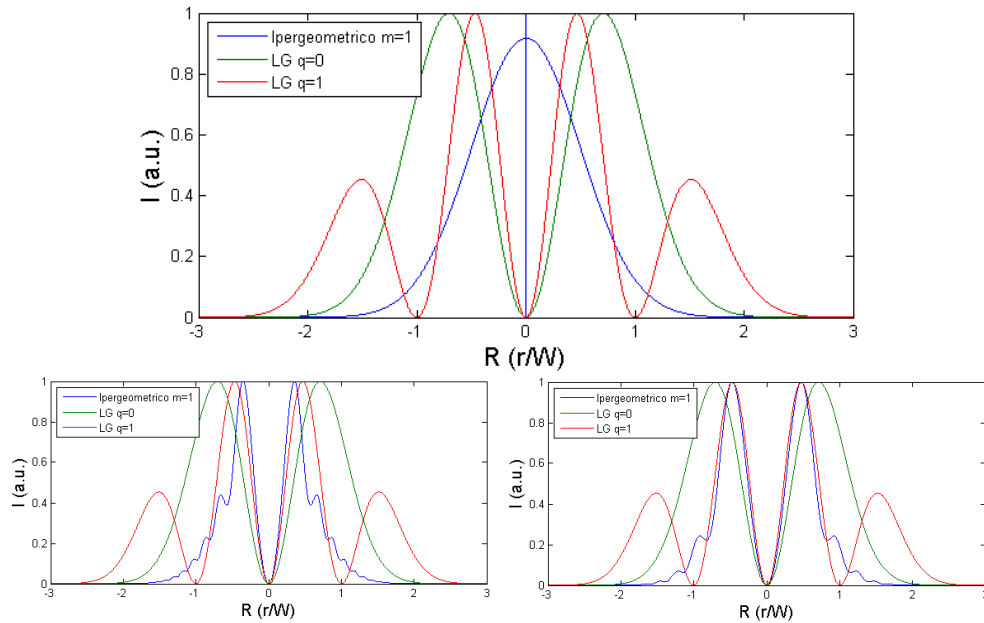 1
0.8
0.6
0.4
0.2
0
I (a.u.)
Ipergeometrico m=1
LG q=0
LG q=1
-3
-2
-1
0
1
2
3
R (r/W)
1
0.8
0.6
0.4
0.2
0
I (a.u.)
Ipergeometrico m=1
LG q=0
LG q=1
-3
-2
-1
0
1
2
3
R (r/W)
1
0.8
0.6
0.4
0.2
0
I (a.u.)
Ipergeometrico m=1
LG q=0
LG q=1
-3
-2
-1
0
1
2
3
R (r/W)